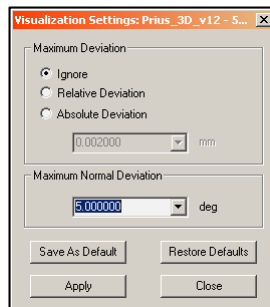 Visualization Settings: Prius_3D_v12 - 5...
Maximum Deviation
Ignore
Relative Deviation
Absolute Deviation
0.002000 mm
Maximum Normal Deviation
5.000000 deg
Save As Default Restore Defaults
Apply Close